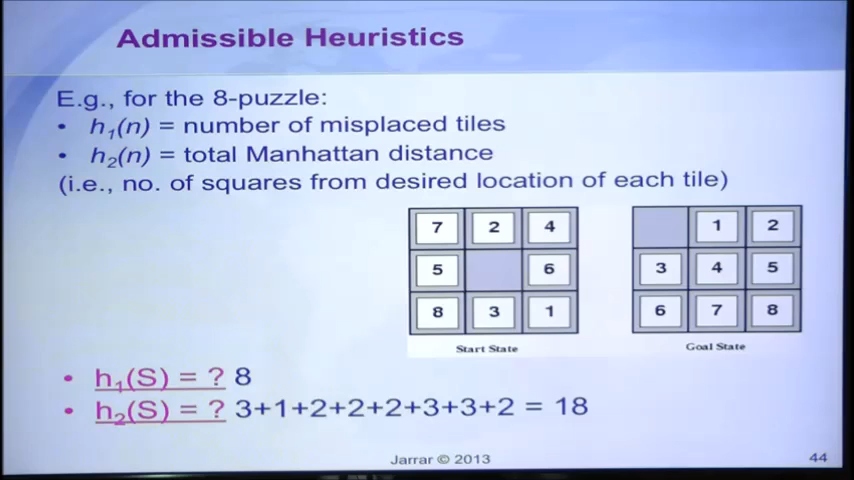 Admissible Heuristics
E.g., for the 8-puzzle:
• h1(n) = number of misplaced tiles
• h2(n) = total Manhattan distance
(i.e., no. of squares from desired location of each tile)
7 2 4
5 6
8 3 1
Start State
1 2
3 4 5
6 7 8
Goal State
• h1(S) = ? 8
• h2(S) = ? 3+1+2+2+2+3+3+2 = 18
Jarrar © 2013
44